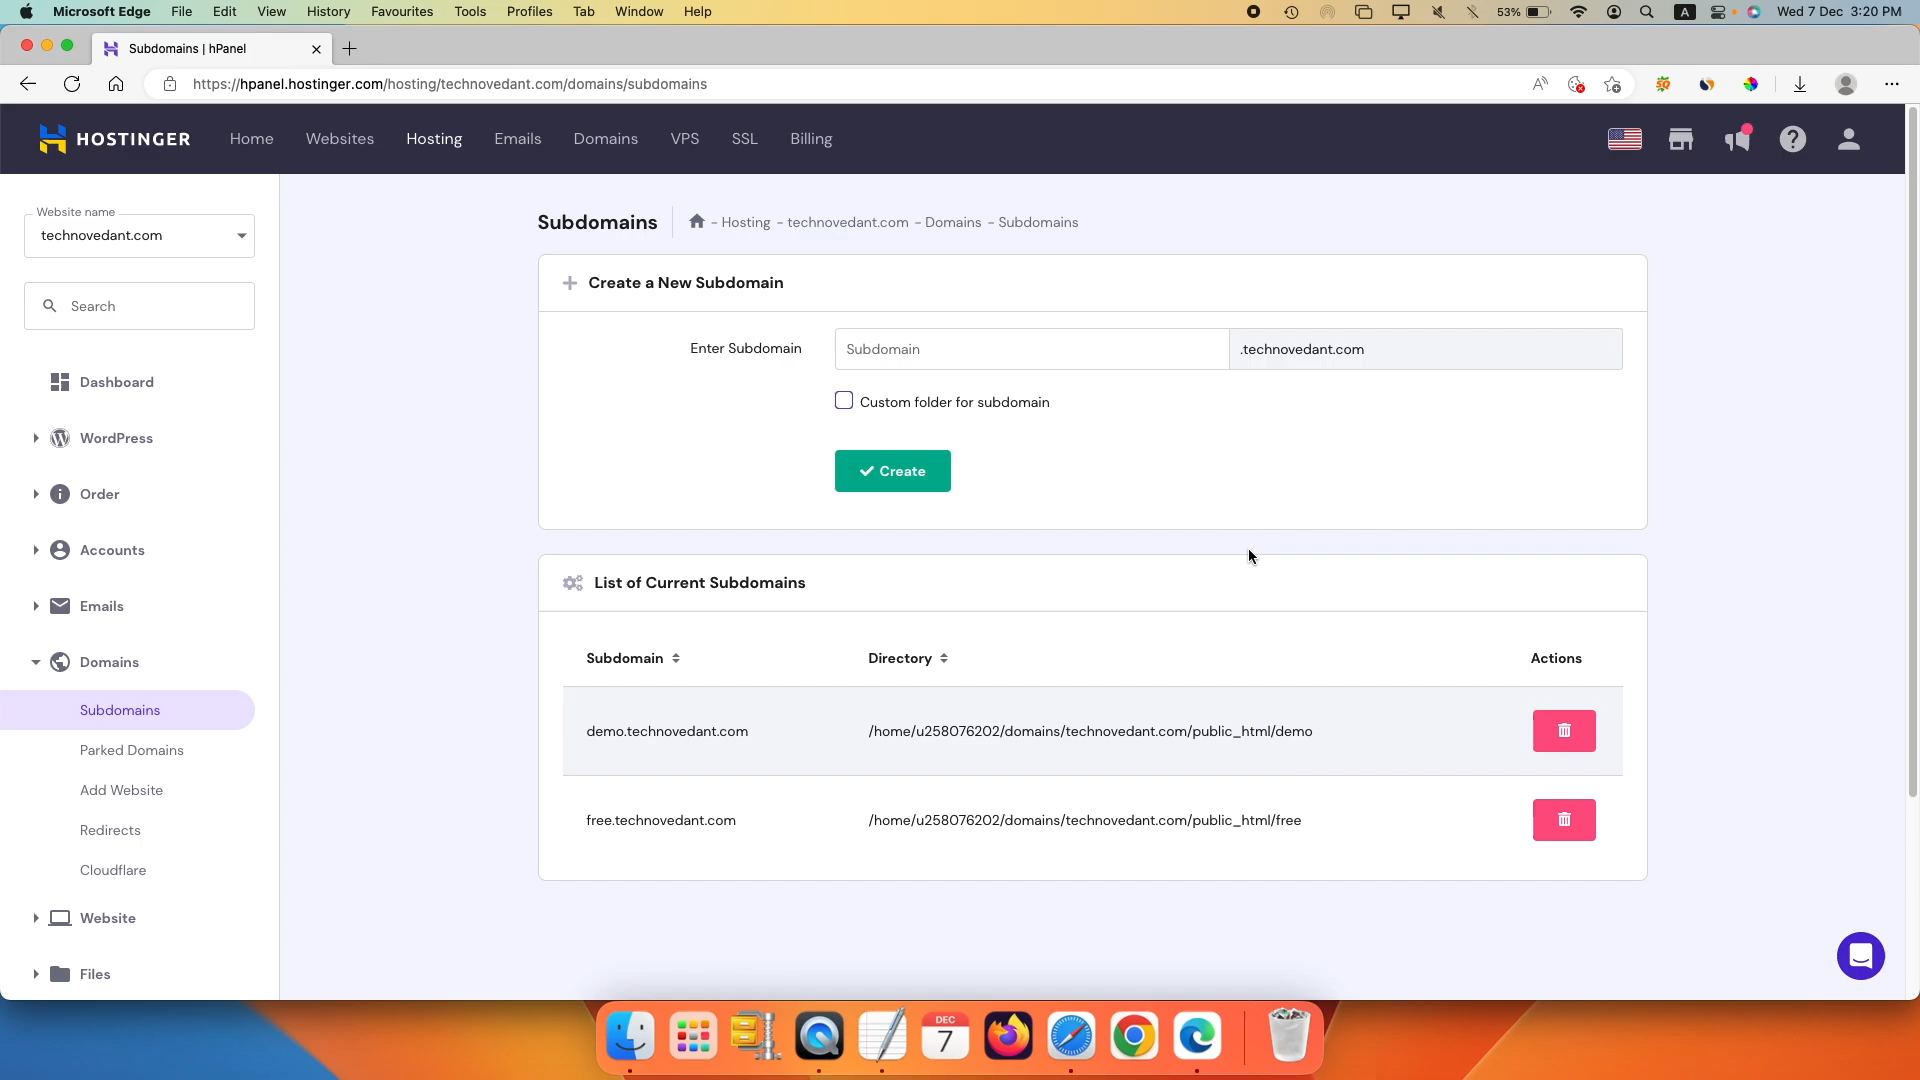 Microsoft Edge File Edit View History Favourites Tools Profiles Tab Window Help 53% A Wed 7 Dec 3:20 PM
Subdomains | hPanel
https://hpanel.hostinger.com/hosting/technovedant.com/domains/subdomains
HOSTINGER Home Websites Hosting Emails Domains VPS SSL Billing
Website name
technovedant.com
Search
Dashboard
WordPress
Order
Accounts
Emails
Domains
Subdomains
Parked Domains
Add Website
Redirects
Cloudflare
Website
Files
Subdomains - Hosting - technovedant.com - Domains - Subdomains
Create a New Subdomain
Enter Subdomain Subdomain .technovedant.com
Custom folder for subdomain
Create
List of Current Subdomains
Subdomain Directory Actions
demo.technovedant.com /home/u258076202/domains/technovedant.com/public_html/demo
free.technovedant.com /home/u258076202/domains/technovedant.com/public_html/free
DEC
7